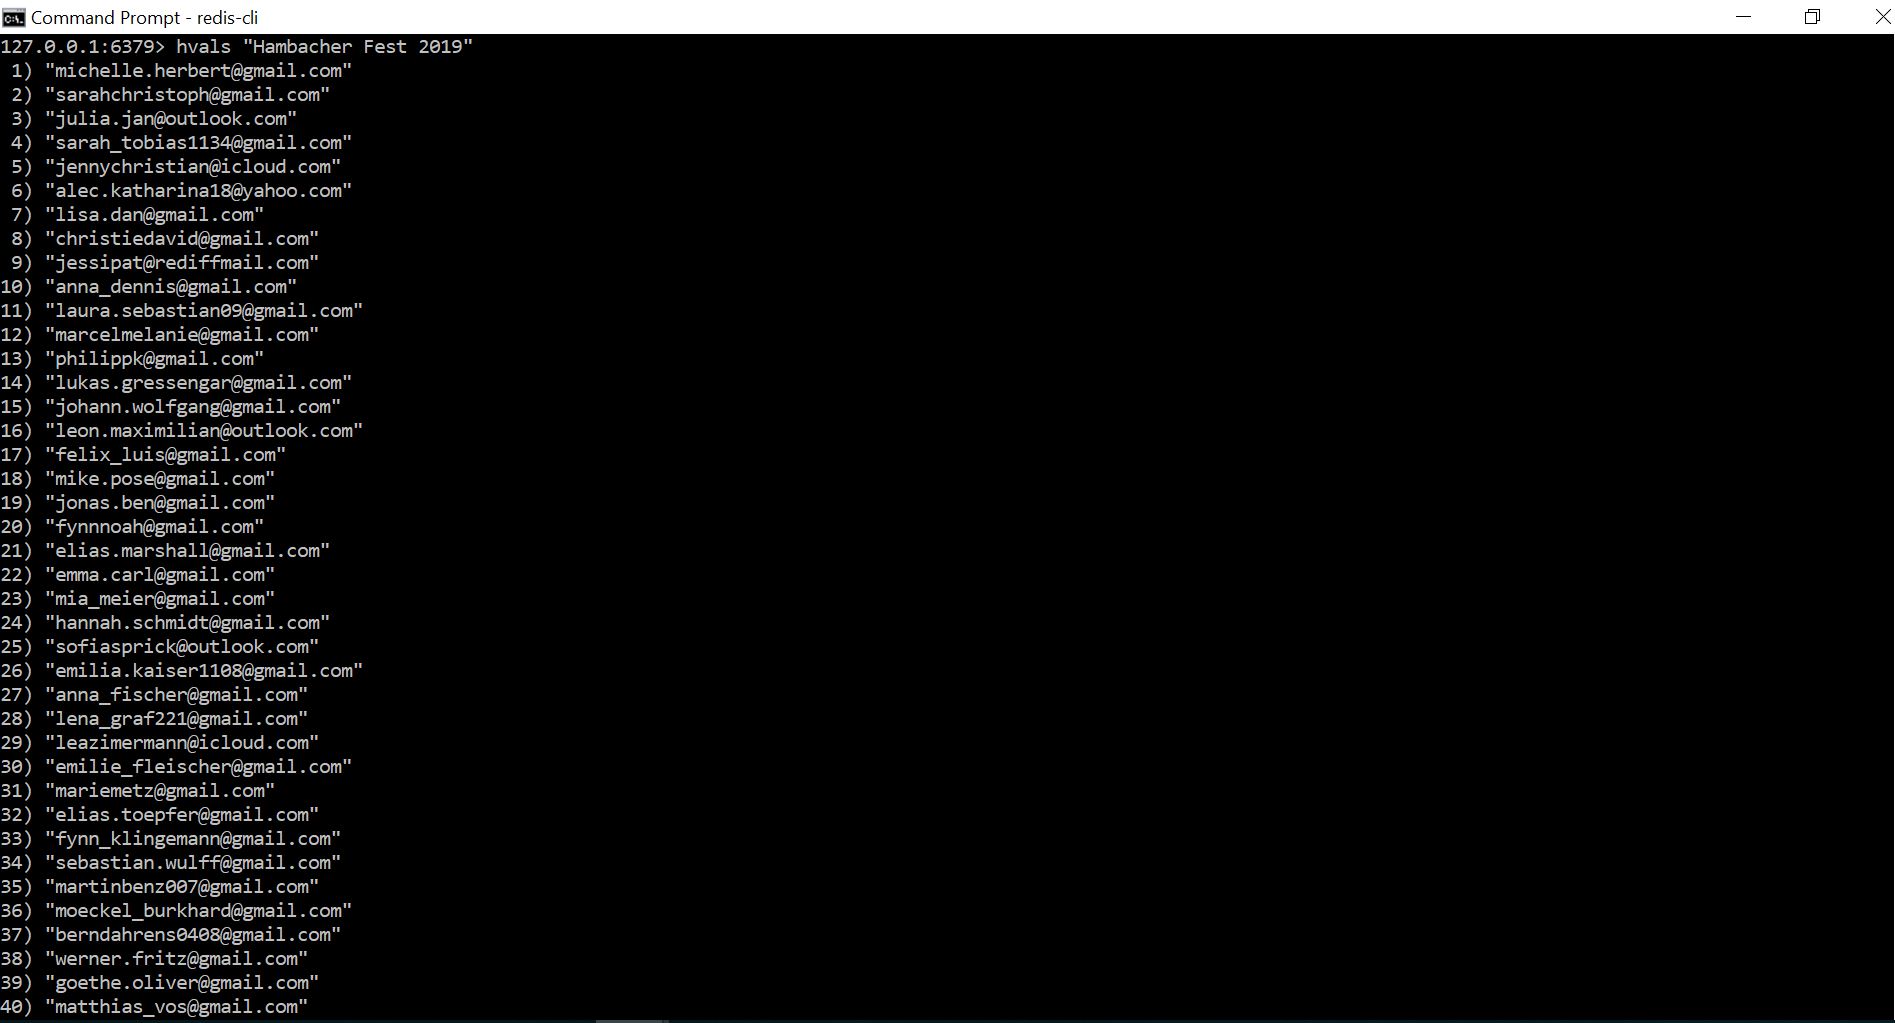 Command Prompt - redis-cli
127.0.0.1:6379> hvals "Hambacher Fest 2019"
1) "michelle.herbert@gmail.com"
2) "sarahchristoph@gmail.com"
3) "julia.jan@outlook.com"
4) "sarah_tobias1134@gmail.com"
5) "jennychristian@icloud.com"
6) "alec.katharina18@yahoo.com"
7) "lisa.dan@gmail.com"
8) "christiedavid@gmail.com"
9) "jessipat@rediffmail.com"
10) "anna_dennis@gmail.com"
11) "laura.sebastian09@gmail.com"
12) "marcelmelanie@gmail.com"
13) "philippk@gmail.com"
14) "lukas.gressengar@gmail.com"
15) "johann.wolfgang@gmail.com"
16) "leon.maximilian@outlook.com"
17) "felix_luis@gmail.com"
18) "mike.pose@gmail.com"
19) "jonas.ben@gmail.com"
20) "fynnnoah@gmail.com"
21) "elias.marshall@gmail.com"
22) "emma.carl@gmail.com"
23) "mia_meier@gmail.com"
24) "hannah.schmidt@gmail.com"
25) "sofiasprick@outlook.com"
26) "emilia.kaiser1108@gmail.com"
27) "anna_fischer@gmail.com"
28) "lena_graf221@gmail.com"
29) "leazimermann@icloud.com"
30) "emilie_fleischer@gmail.com"
31) "mariemetz@gmail.com"
32) "elias.toepfer@gmail.com"
33) "fynn_klingemann@gmail.com"
34) "sebastian.wulff@gmail.com"
35) "martinbenz007@gmail.com"
36) "moeckel_burkhard@gmail.com"
37) "berndahrens0408@gmail.com"
38) "werner.fritz@gmail.com"
39) "goethe.oliver@gmail.com"
40) "matthias_vos@gmail.com"